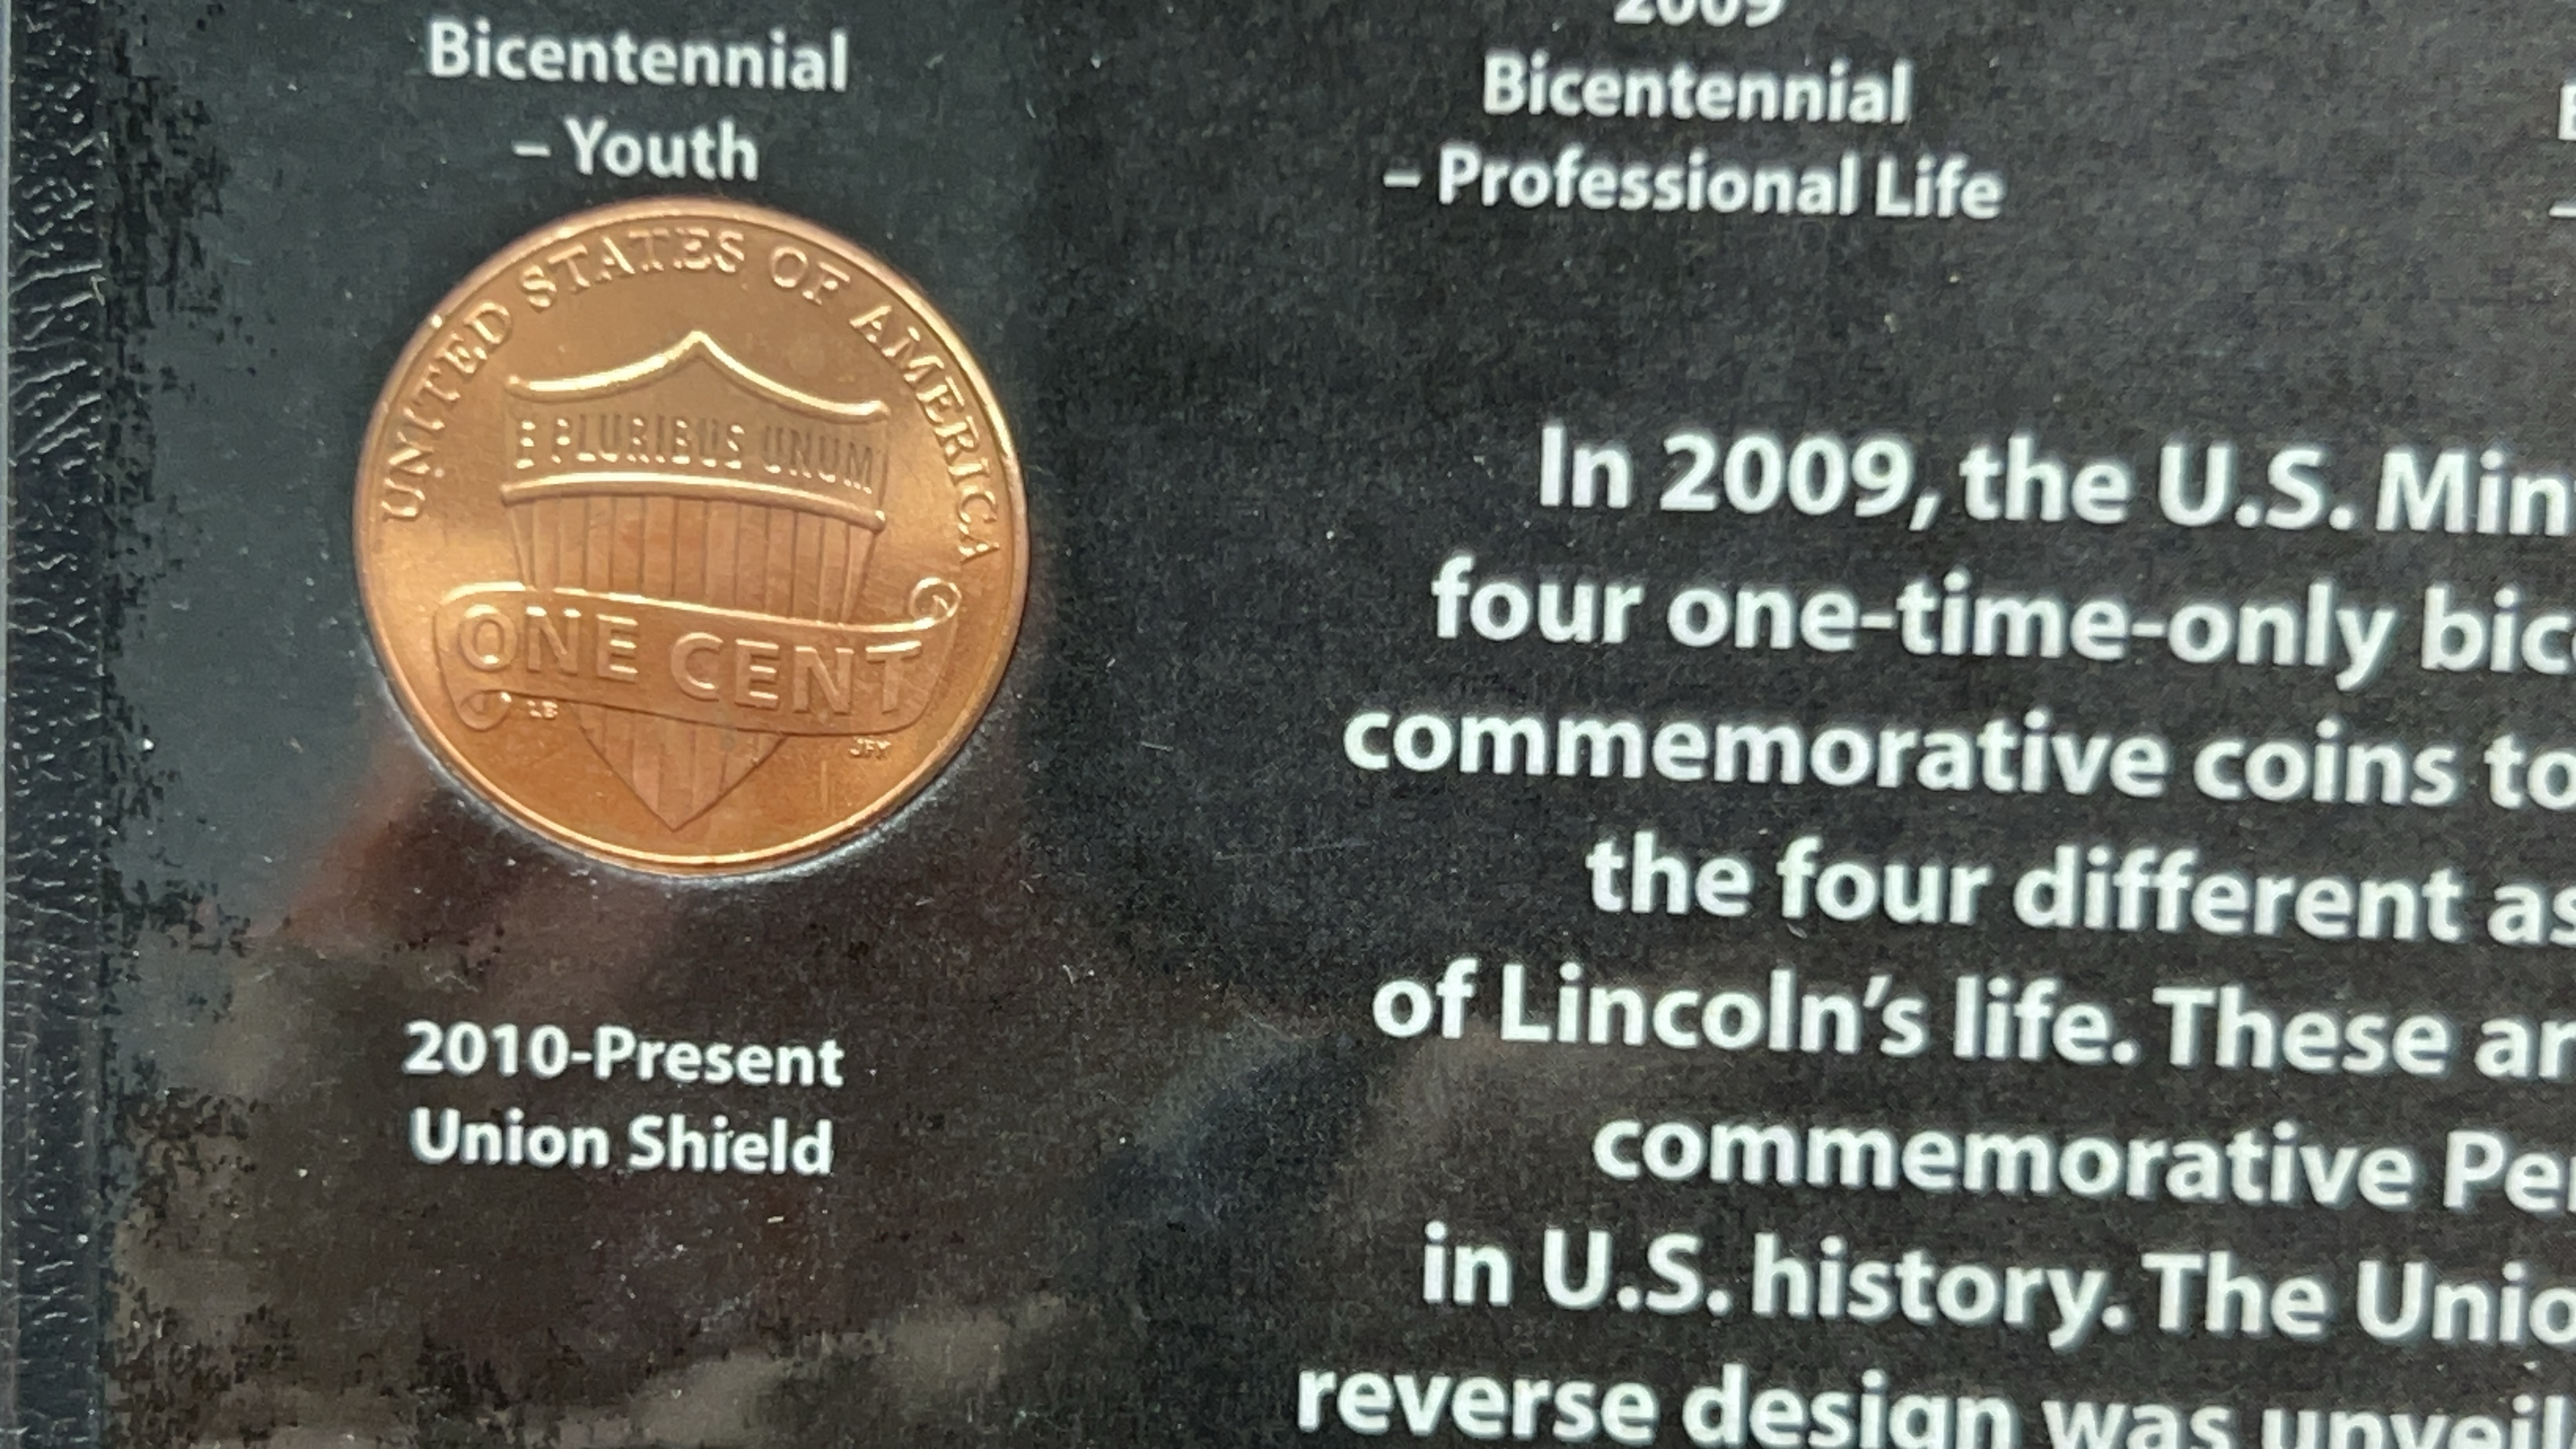 Bicentennial
– Youth
2009
Bicentennial
– Professional Life
UNITED STATES OF AMERICA
E PLURIBUS UNUM
ONE CENT
LB
JFM
2010-Present
Union Shield
In 2009, the U.S. Min
four one-time-only bic
commemorative coins to
the four different as
of Lincoln's life. These ar
commemorative Pe
in U.S. history. The Unio
reverse design was unveil